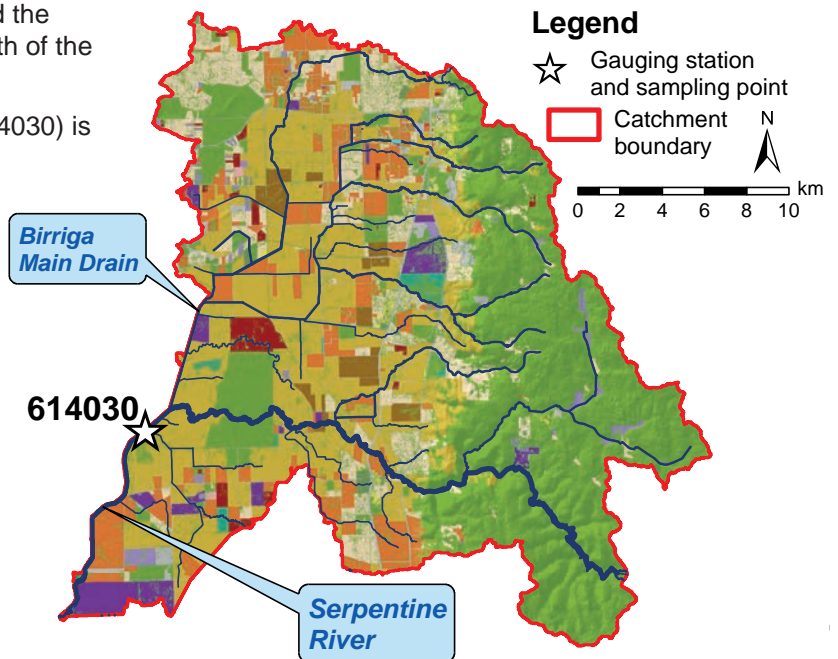 d the
th of the
4030) is
Legend
Gauging station
and sampling point
Catchment
boundary
N
km
0 2 4 6 8 10
Birriga
Main Drain
614030
Serpentine
River